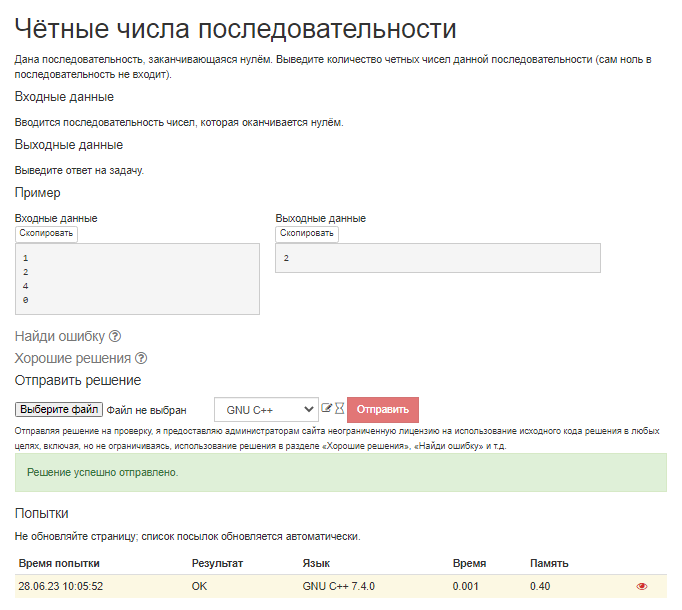 Чётные числа последовательности
Дана последовательность, заканчивающаяся нулём. Выведите количество четных чисел данной последовательности (сам ноль в
последовательность не входит).
Входные данные
Вводится последовательность чисел, которая оканчивается нулём.
Выходные данные
Выведите ответ на задачу.
Пример
Входные данные Выходные данные
Скопировать Скопировать
1 2
2
4
0
Найди ошибку
Хорошие решения
Отправить решение
Выберите файл Файл не выбран GNU C++ Отправить
Отправляя решение на проверку, я предоставляю администраторам сайта неограниченную лицензию на использование исходного кода решения в любых
целях, включая, но не ограничиваясь, использование решения в разделе «Хорошие решения», «Найди ошибку» и т.д.
Решение успешно отправлено.
Попытки
Не обновляйте страницу; список посылок обновляется автоматически.
Время попытки Результат Язык Время Память
28.06.23 10:05:52 OK GNU C++ 7.4.0 0.001 0.40